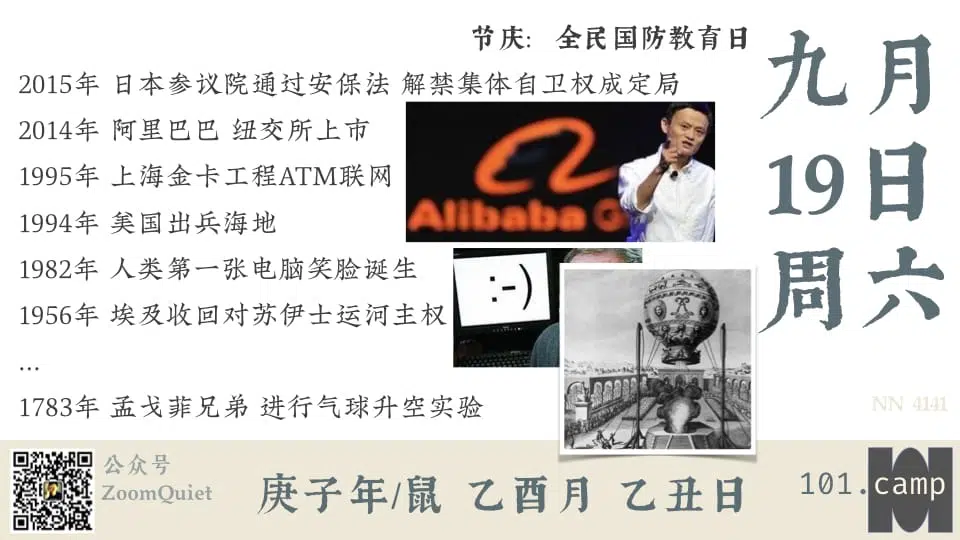 节庆: 全民国防教育日
九月
19日
周六
2015年 日本参议院通过安保法 解禁集体自卫权成定局
2014年 阿里巴巴 纽交所上市
1995年 上海金卡工程ATM联网
1994年 美国出兵海地
1982年 人类第一张电脑笑脸诞生
1956年 埃及收回对苏伊士运河主权
...
1783年 孟戈菲兄弟 进行气球升空实验
Alibaba G
:-)
NN 4141
公众号
ZoomQuiet
庚子年/鼠 乙酉月 乙丑日
101.camp